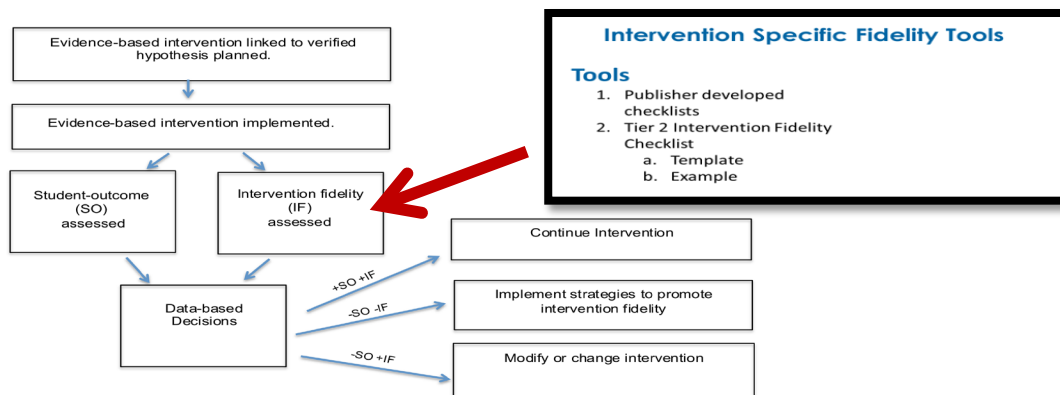 Evidence-based intervention linked to verified
hypothesis planned.
Evidence-based intervention implemented.
Student-outcome
(SO)
assessed
Intervention fidelity
(IF)
assessed
Data-based
Decisions
+SO +IF
-SO -IF
-SO +IF
Continue Intervention
Implement strategies to promote
intervention fidelity
Modify or change intervention
Intervention Specific Fidelity Tools
Tools
1. Publisher developed
checklists
2. Tier 2 Intervention Fidelity
Checklist
a. Template
b. Example